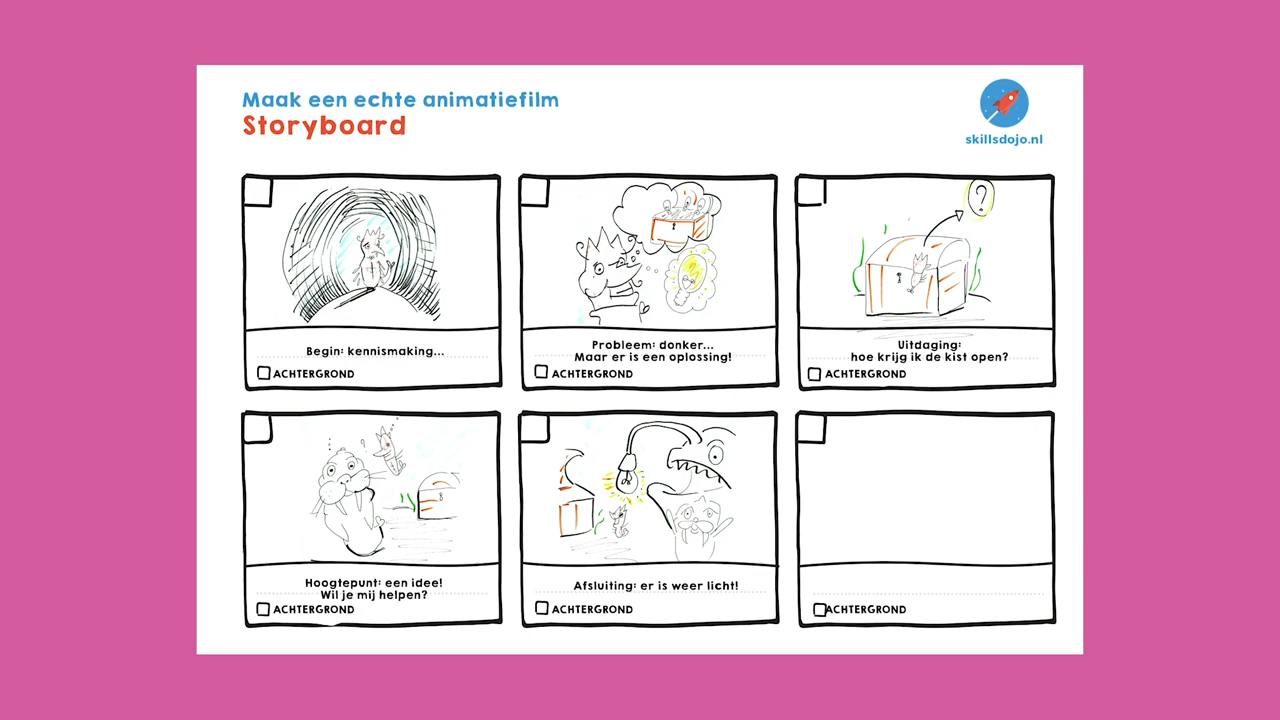 Maak een echte animatiefilm
Storyboard
skillsdojo.nl
?
Begin: kennismaking...
ACHTERGROND
Probleem: donker...
Maar er is een oplossing!
ACHTERGROND
Uitdaging:
hoe krijg ik de kist open?
ACHTERGROND
Hoogtepunt: een idee!
Wil je mij helpen?
ACHTERGROND
Afsluiting: er is weer licht!
ACHTERGROND
ACHTERGROND